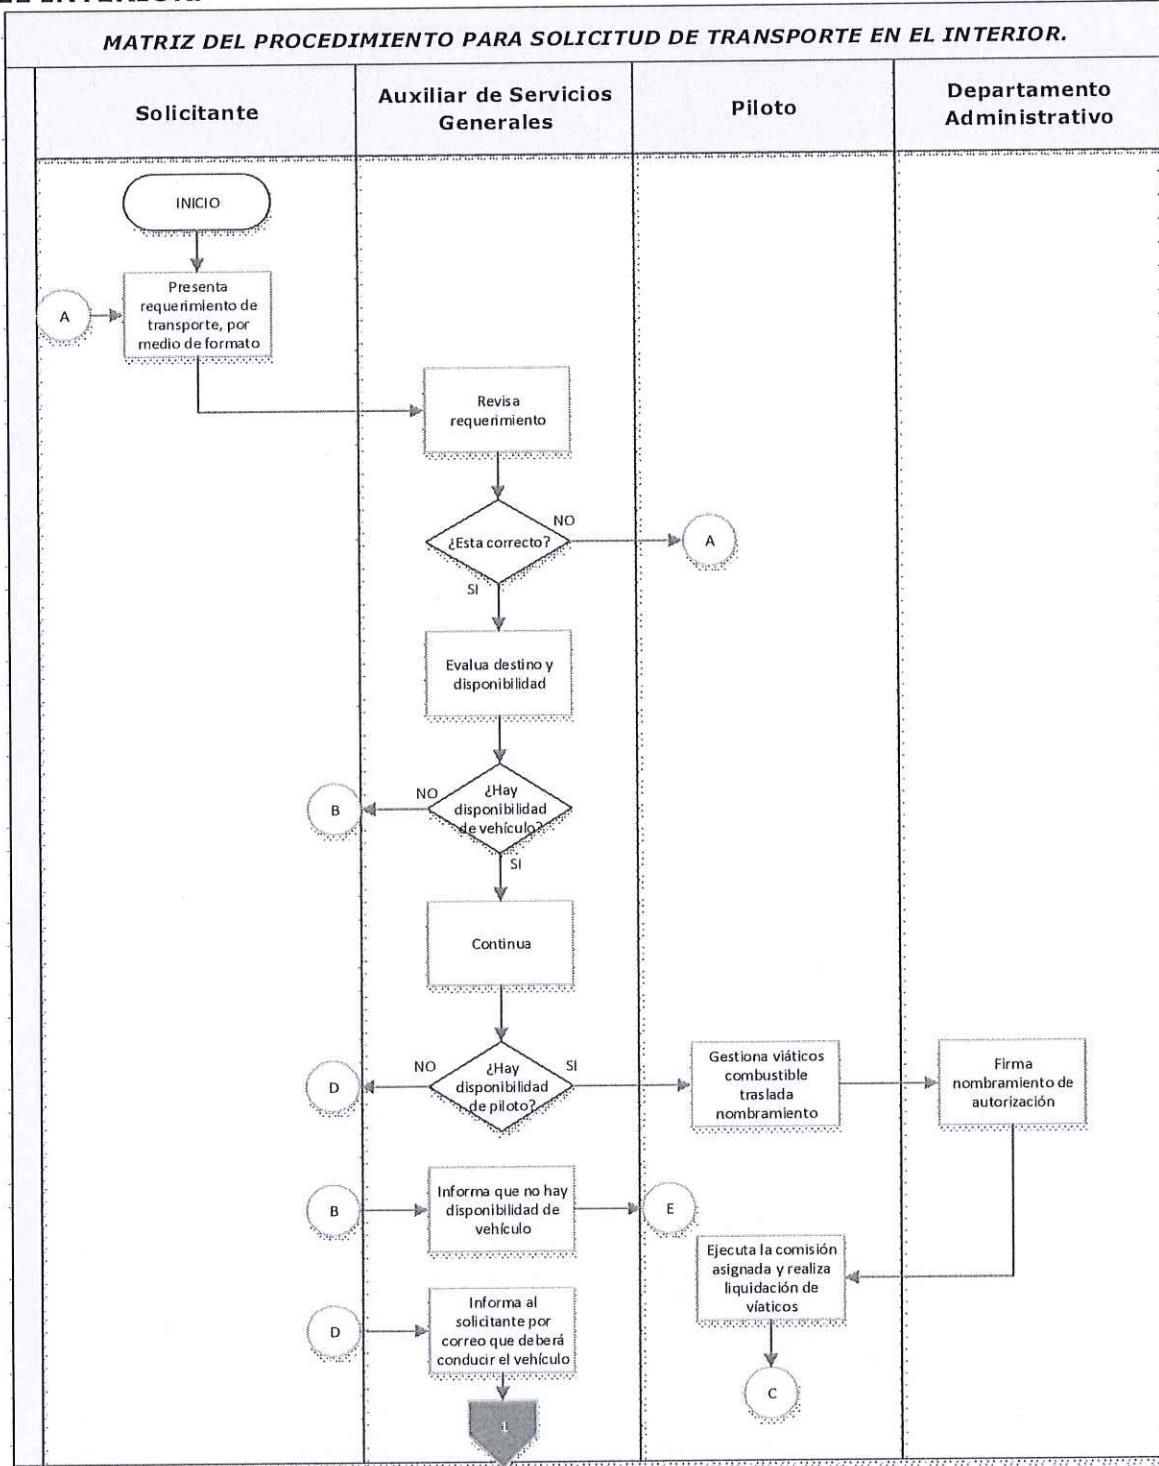 MATRIZ DEL PROCEDIMIENTO PARA SOLICITUD DE TRANSPORTE EN EL INTERIOR.
Solicitante
Auxiliar de Servicios
Generales
Piloto
Departamento
Administrativo
INICIO
A
Presenta
requerimiento de
transporte, por
medio de formato
Revisa
requerimiento
¿Esta correcto?
NO
A
SI
Evalua destino y
disponibilidad
¿Hay
disponibilidad
de vehículo?
NO
B
SI
Continua
¿Hay
disponibilidad
de piloto?
NO
D
SI
Gestiona viáticos
combustible
traslada
nombramiento
Firma
nombramiento de
autorización
B
Informa que no hay
disponibilidad de
vehículo
E
Ejecuta la comisión
asignada y realiza
liquidación de
víaticos
D
Informa al
solicitante por
correo que deberá
conducir el vehículo
C
1